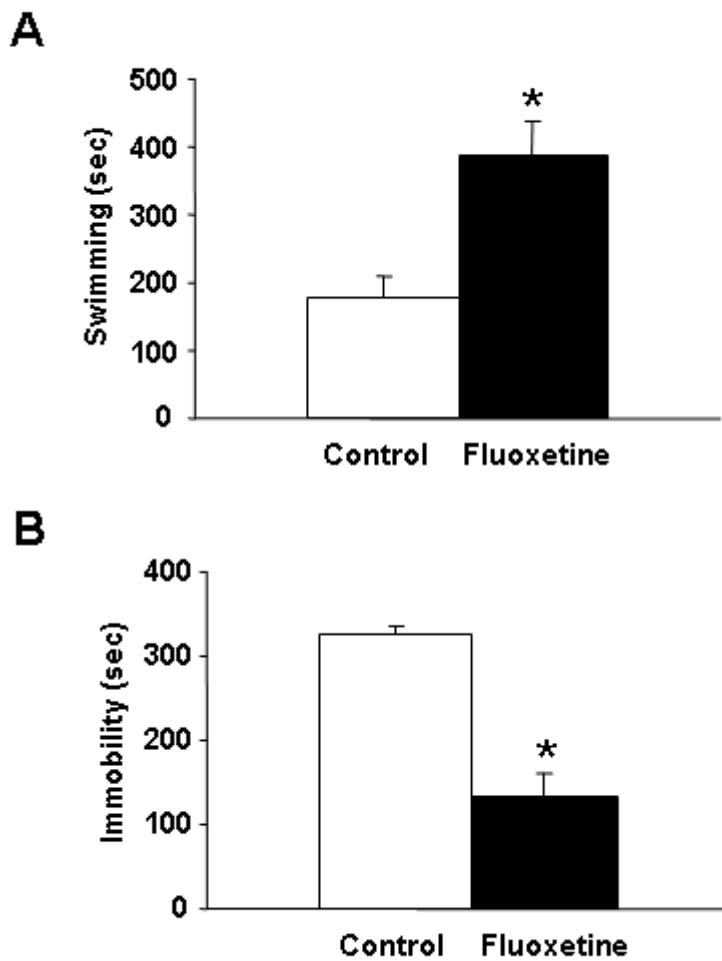 A
Swimming (sec)
500
400
300
200
100
0
*
Control Fluoxetine
B
Immobility (sec)
400
300
200
100
0
*
Control Fluoxetine